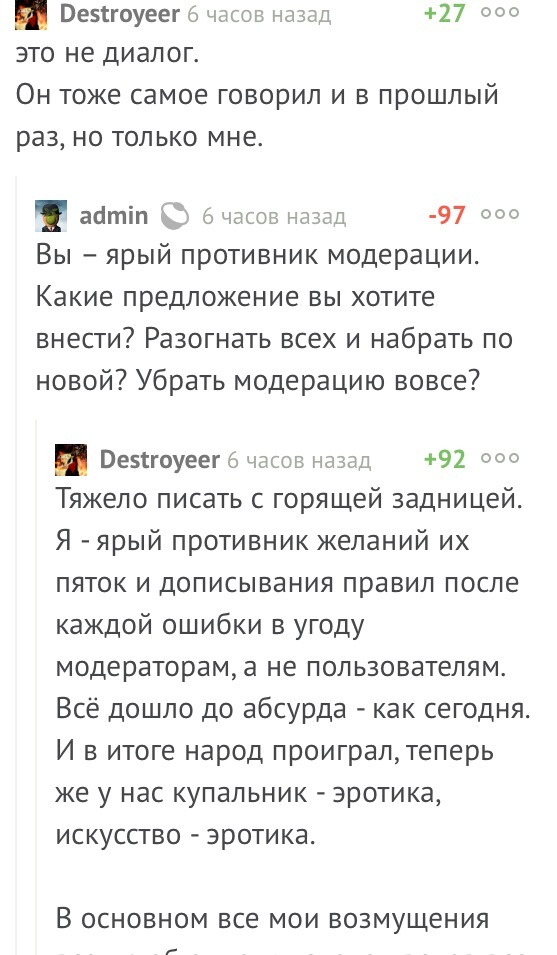 Destroyeer 6 часов назад +27
это не диалог.
Он тоже самое говорил и в прошлый
раз, но только мне.
admin 6 часов назад -97
Вы – ярый противник модерации.
Какие предложение вы хотите
внести? Разогнать всех и набрать по
новой? Убрать модерацию вовсе?
Destroyeer 6 часов назад +92
Тяжело писать с горящей задницей.
Я - ярый противник желаний их
пяток и дописывания правил после
каждой ошибки в угоду
модераторам, а не пользователям.
Всё дошло до абсурда - как сегодня.
И в итоге народ проиграл, теперь
же у нас купальник - эротика,
искусство - эротика.
В основном все мои возмущения